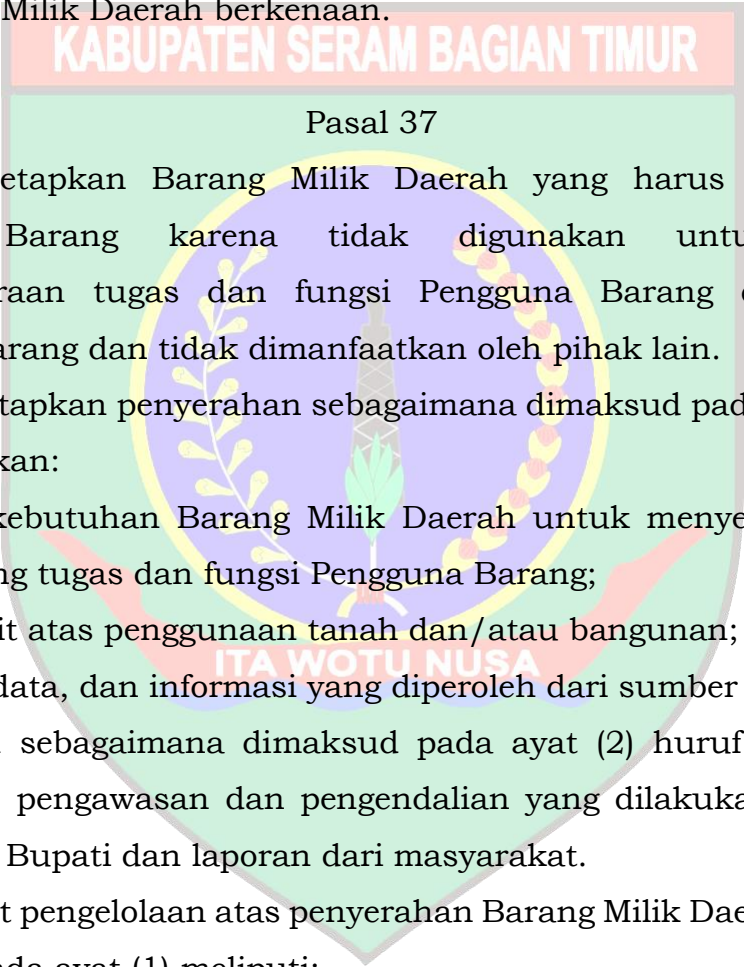 Milik Daerah berkenaan.
KABUPATEN SERAM BAGIAN TIMUR
Pasal 37
etapkan Barang Milik Daerah yang harus
Barang karena tidak digunakan untu
raan tugas dan fungsi Pengguna Barang
arang dan tidak dimanfaatkan oleh pihak lain.
tapkan penyerahan sebagaimana dimaksud pad
kan:
kebutuhan Barang Milik Daerah untuk menye
ng tugas dan fungsi Pengguna Barang;
it atas penggunaan tanah dan/atau bangunan;
ITA WOTU NUSA
data, dan informasi yang diperoleh dari sumber
sebagaimana dimaksud pada ayat (2) huruf
pengawasan dan pengendalian yang dilakuka
Bupati dan laporan dari masyarakat.
t pengelolaan atas penyerahan Barang Milik Dae
ada ayat (1) meliputi: